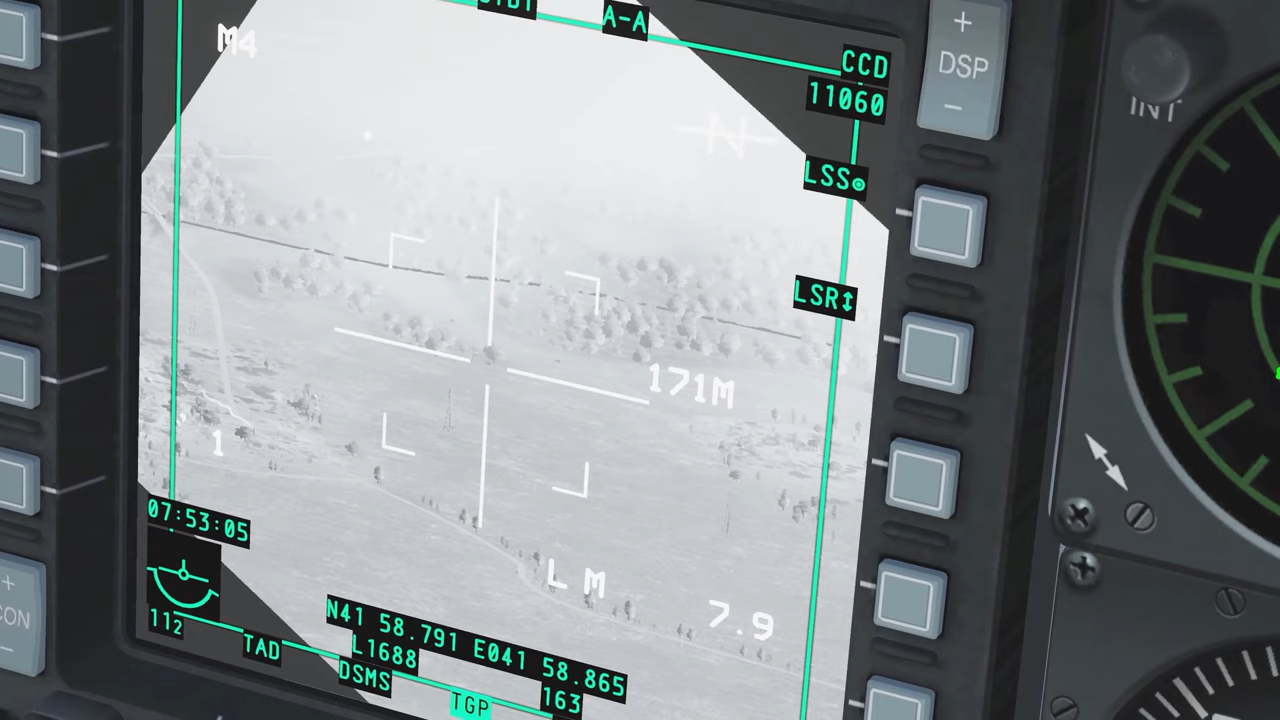 A-A
M4
CCD
11060
N
LSS
LSR↕
171M
1
07:53:05
L M
7.9
N41 58.791 E041 58.865
112
TAD
L1688
DSMS
163
TGP
+
DSP
−
INT
+
CON
−